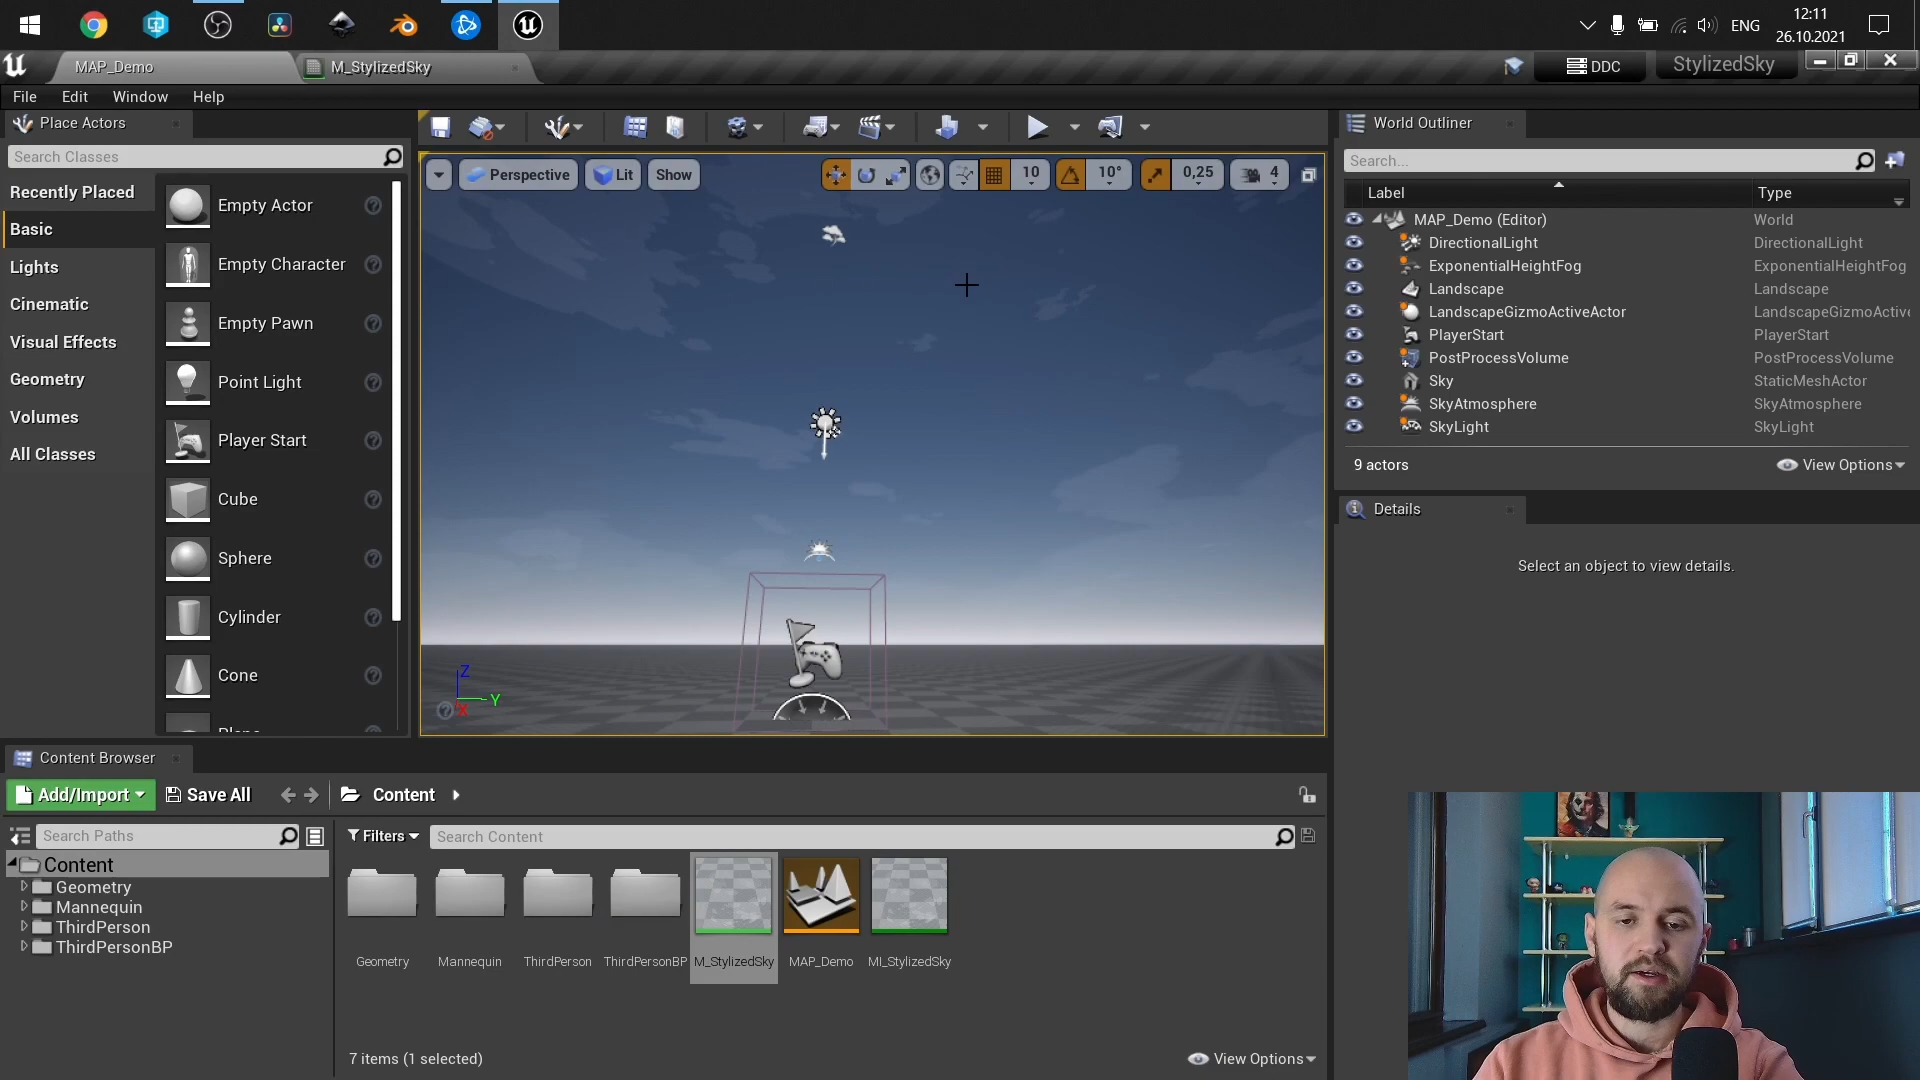 ENG
12:11
26.10.2021
MAP_Demo
M_StylizedSky
DDC
StylizedSky
File Edit Window Help
Place Actors
Search Classes
Recently Placed
Basic
Lights
Cinematic
Visual Effects
Geometry
Volumes
All Classes
Empty Actor
Empty Character
Empty Pawn
Point Light
Player Start
Cube
Sphere
Cylinder
Cone
Perspective Lit Show
10 10° 0,25 4
Z
Y
X
World Outliner
Search...
Label Type
MAP_Demo (Editor) World
DirectionalLight DirectionalLight
ExponentialHeightFog ExponentialHeightFog
Landscape Landscape
LandscapeGizmoActiveActor LandscapeGizmoActive
PlayerStart PlayerStart
PostProcessVolume PostProcessVolume
Sky StaticMeshActor
SkyAtmosphere SkyAtmosphere
SkyLight SkyLight
9 actors View Options
Details
Select an object to view details.
Content Browser
Add/Import Save All Content
Search Paths
Filters Search Content
Content
Geometry
Mannequin
ThirdPerson
ThirdPersonBP
Geometry Mannequin ThirdPerson ThirdPersonBP M_StylizedSky MAP_Demo MI_StylizedSky
7 items (1 selected) View Options